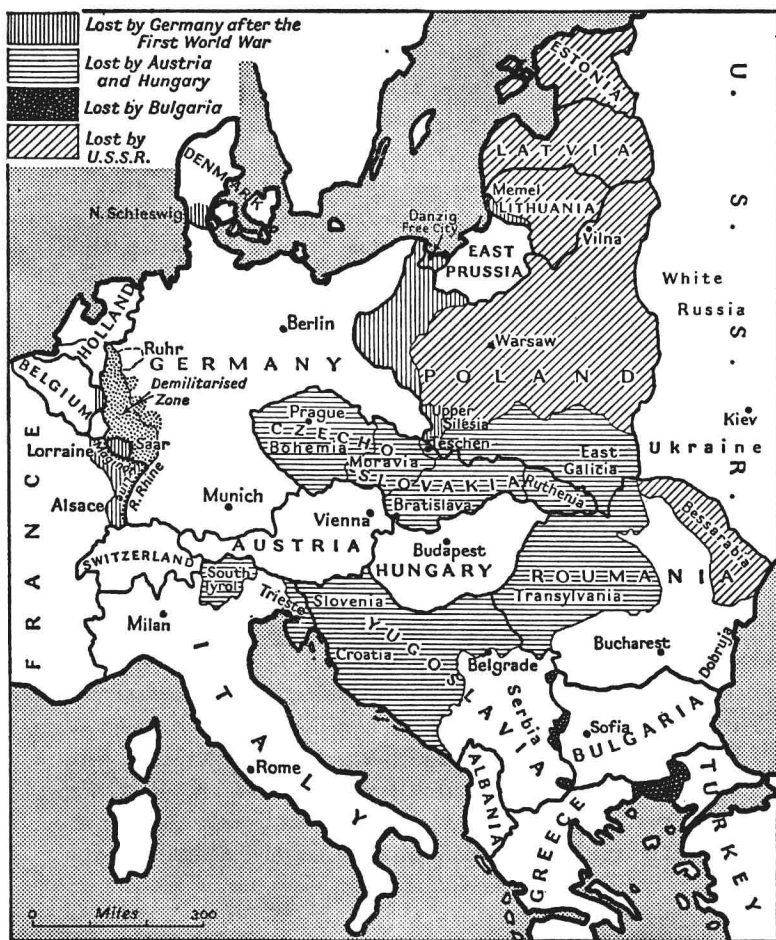 Lost by Germany after the
First World War
Lost by Austria
and Hungary
Lost by Bulgaria
Lost by
U.S.S.R.
U. S. S. R.
ESTONIA
LATVIA
DENMARK
Memel
LITHUANIA
N. Schleswig
Danzig
Free City
Vilna
EAST
PRUSSIA
White
Russia
HOLLAND
Berlin
Ruhr
GERMANY
Warsaw
POLAND
BELGIUM
Demilitarised
Zone
Prague
Upper
Silesia
Kiev
CZECHO
Lorraine
Saar
Bohemia
Teschen
East
Galicia
Ukraine
Moravia
SLOVAKIA
R. Rhine
Ruthenia
Alsace
Munich
Vienna
Bratislava
Besserabia
FRANCE
AUSTRIA
Budapest
SWITZERLAND
HUNGARY
ROUMANIA
South
Tyrol
Trieste
Slovenia
Transylvania
Milan
YUGOSLAVIA
Bucharest
Croatia
Belgrade
Dobruja
ITALY
Serbia
Sofia
BULGARIA
Rome
ALBANIA
TURKEY
GREECE
0 Miles 300